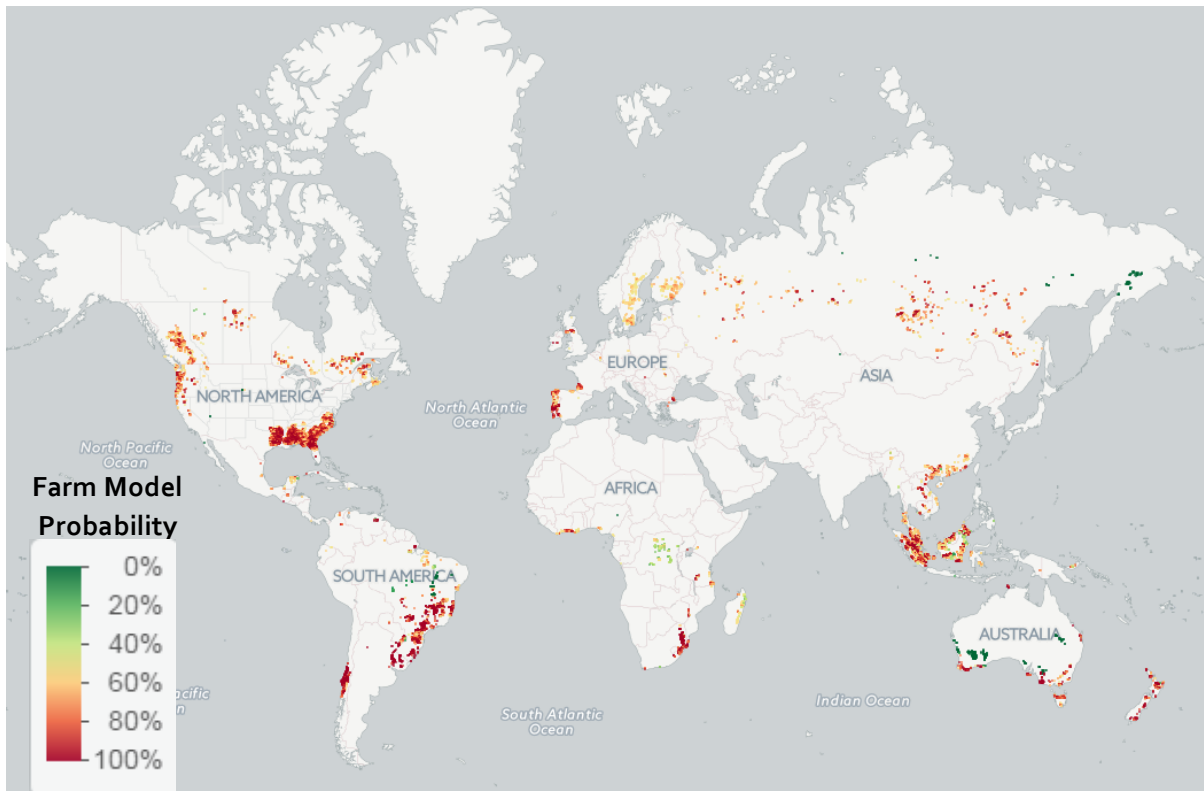 EUROPE
ASIA
NORTH AMERICA
North Atlantic
Ocean
North Pacific
Ocean
Farm Model
Probability
AFRICA
0%
20%
40%
60%
80%
100%
SOUTH AMERICA
AUSTRALIA
Indian Ocean
South Atlantic
Ocean